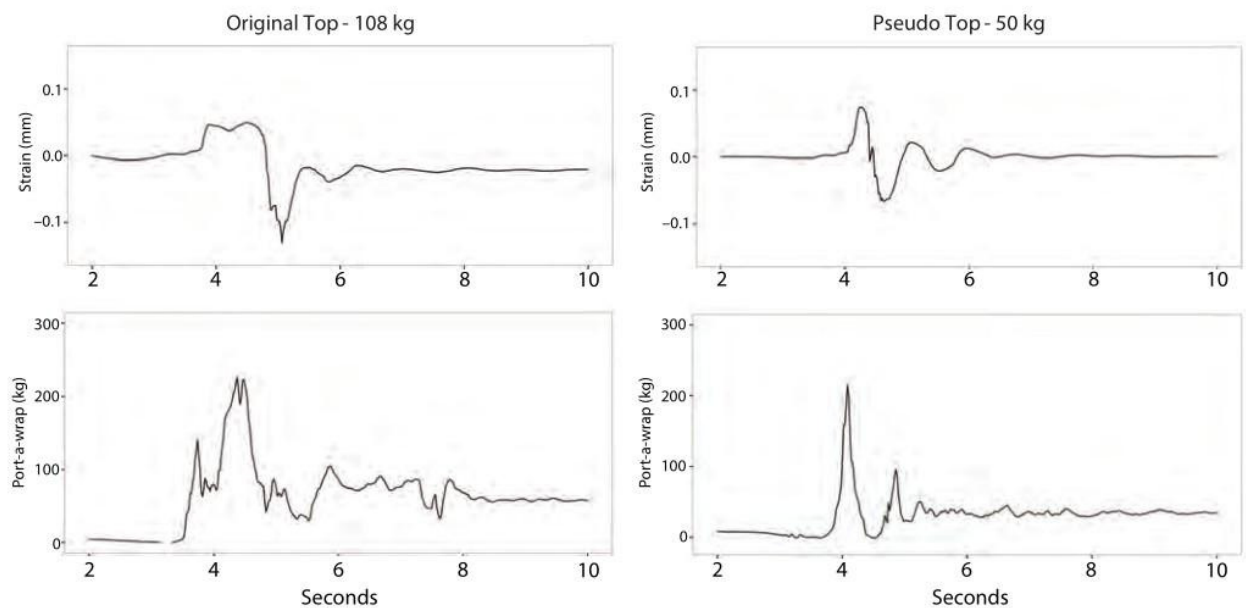 Original Top - 108 kg
Pseudo Top - 50 kg
Strain (mm)
0.1
0.0
–0.1
2 4 6 8 10
Strain (mm)
0.1
0.0
–0.1
2 4 6 8 10
Port-a-wrap (kg)
300
200
100
0
2 4 6 8 10
Seconds
Port-a-wrap (kg)
300
200
100
0
2 4 6 8 10
Seconds